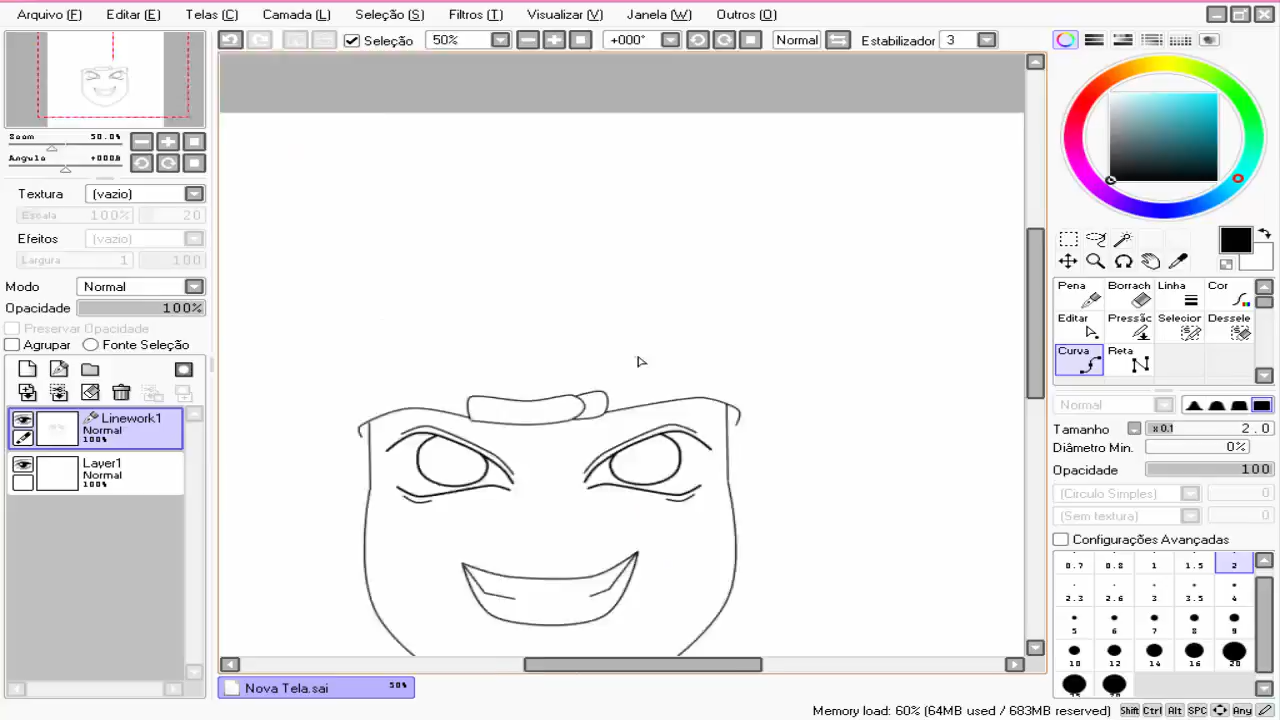 Arquivo (F) Editar (E) Telas (C) Camada (L) Seleção (S) Filtros (T) Visualizar (V) Janela (W) Outros (O)
Seleção 50% +000° Normal Estabilizador 3
Zoom 50.0%
Angulo +000A
Textura (vazio)
Escala 100% 20
Efeitos (vazio)
Largura 1 100
Modo Normal
Opacidade 100%
Preservar Opacidade
Agrupar Fonte Seleção
Linework1
Normal
100%
Layer1
Normal
100%
Nova Tela.sai 50%
Pena Borrach Linha Cor
Editar Pressãc Selecior Dessele
Curva Reta
Normal
Tamanho x 0.1 2.0
Diâmetro Min. 0%
Opacidade 100
(Circulo Simples) 0
(Sem textura) 0
Configurações Avançadas
0.7 0.8 1 1.5 2
2.3 2.6 3 3.5 4
5 6 7 8 9
10 12 14 16 20
Memory load: 60% (64MB used / 683MB reserved) Shift Ctrl Alt SPC Any